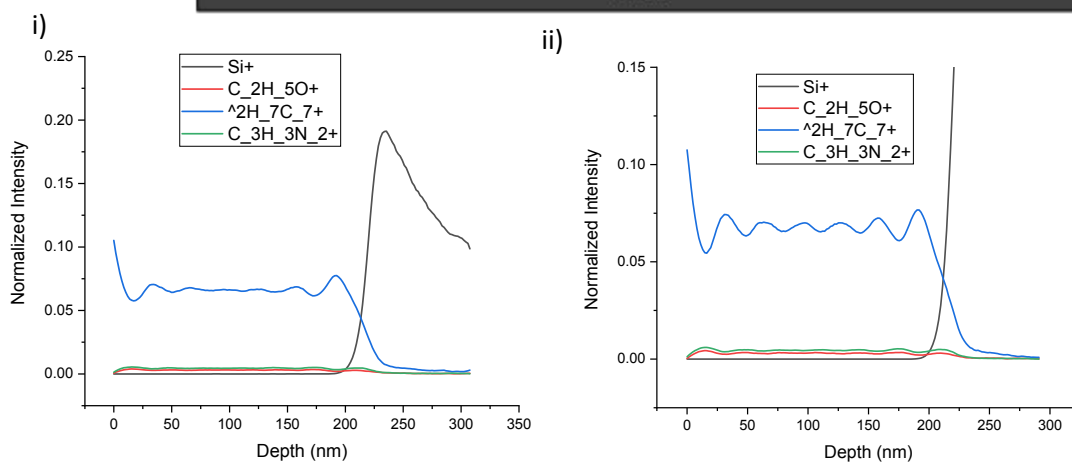 i)
Si+
C_2H_5O+
^2H_7C_7+
C_3H_3N_2+
Normalized Intensity
0.25
0.20
0.15
0.10
0.05
0.00
0 50 100 150 200 250 300 350
Depth (nm)
ii)
Si+
C_2H_5O+
^2H_7C_7+
C_3H_3N_2+
Normalized Intensity
0.15
0.10
0.05
0.00
0 50 100 150 200 250 300
Depth (nm)